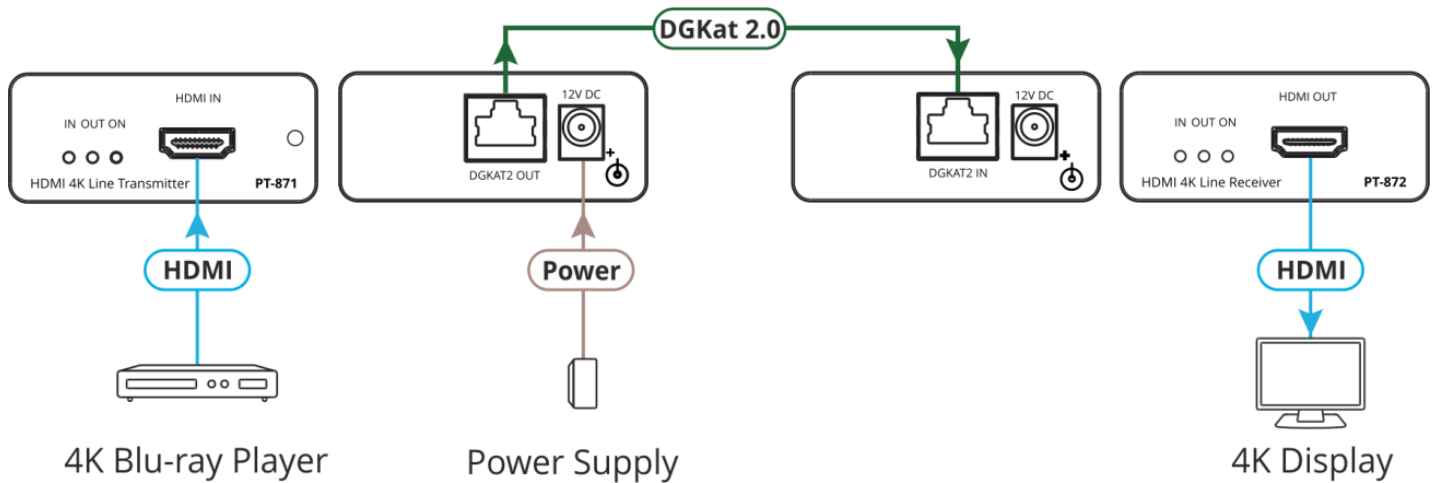 DGKat 2.0
HDMI IN
IN OUT ON
HDMI 4K Line Transmitter
PT-871
12V DC
+
DGKAT2 OUT
12V DC
+
DGKAT2 IN
HDMI OUT
IN OUT ON
HDMI 4K Line Receiver
PT-872
HDMI
Power
HDMI
4K Blu-ray Player
Power Supply
4K Display